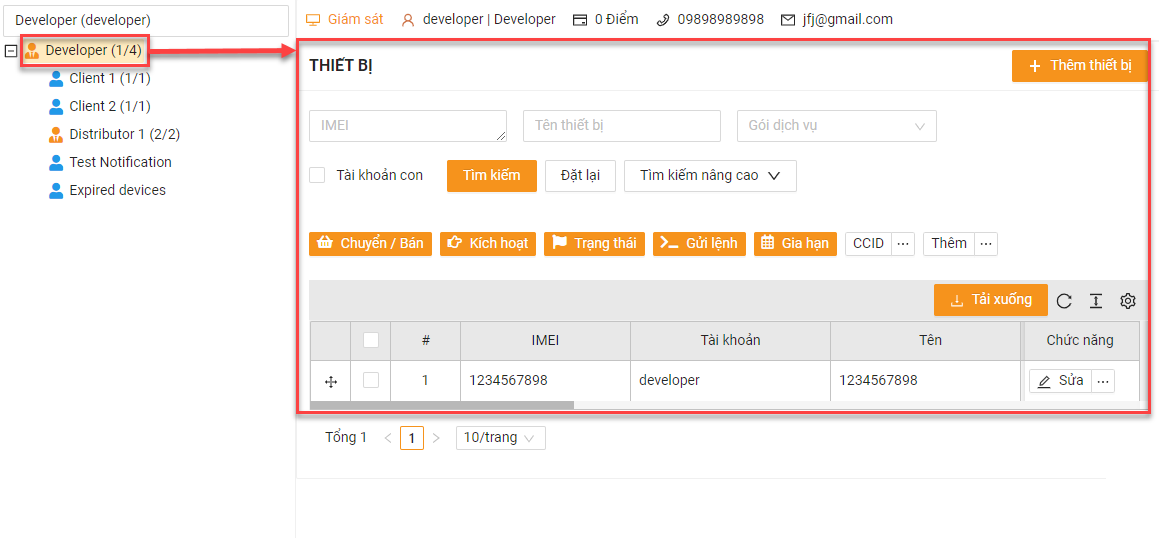 Developer (developer)
Developer (1/4)
Client 1 (1/1)
Client 2 (1/1)
Distributor 1 (2/2)
Test Notification
Expired devices
Giám sát developer | Developer 0 Điểm 09898989898 jfj@gmail.com
THIẾT BỊ Thêm thiết bị
IMEI Tên thiết bị Gói dịch vụ
Tài khoản con Tìm kiếm Đặt lại Tìm kiếm nâng cao
Chuyển / Bán Kích hoạt Trạng thái Gửi lệnh Gia hạn CCID ... Thêm ...
Tải xuống
# IMEI Tài khoản Tên Chức năng
1 1234567898 developer 1234567898 Sửa ...
Tổng 1 < 1 > 10/trang